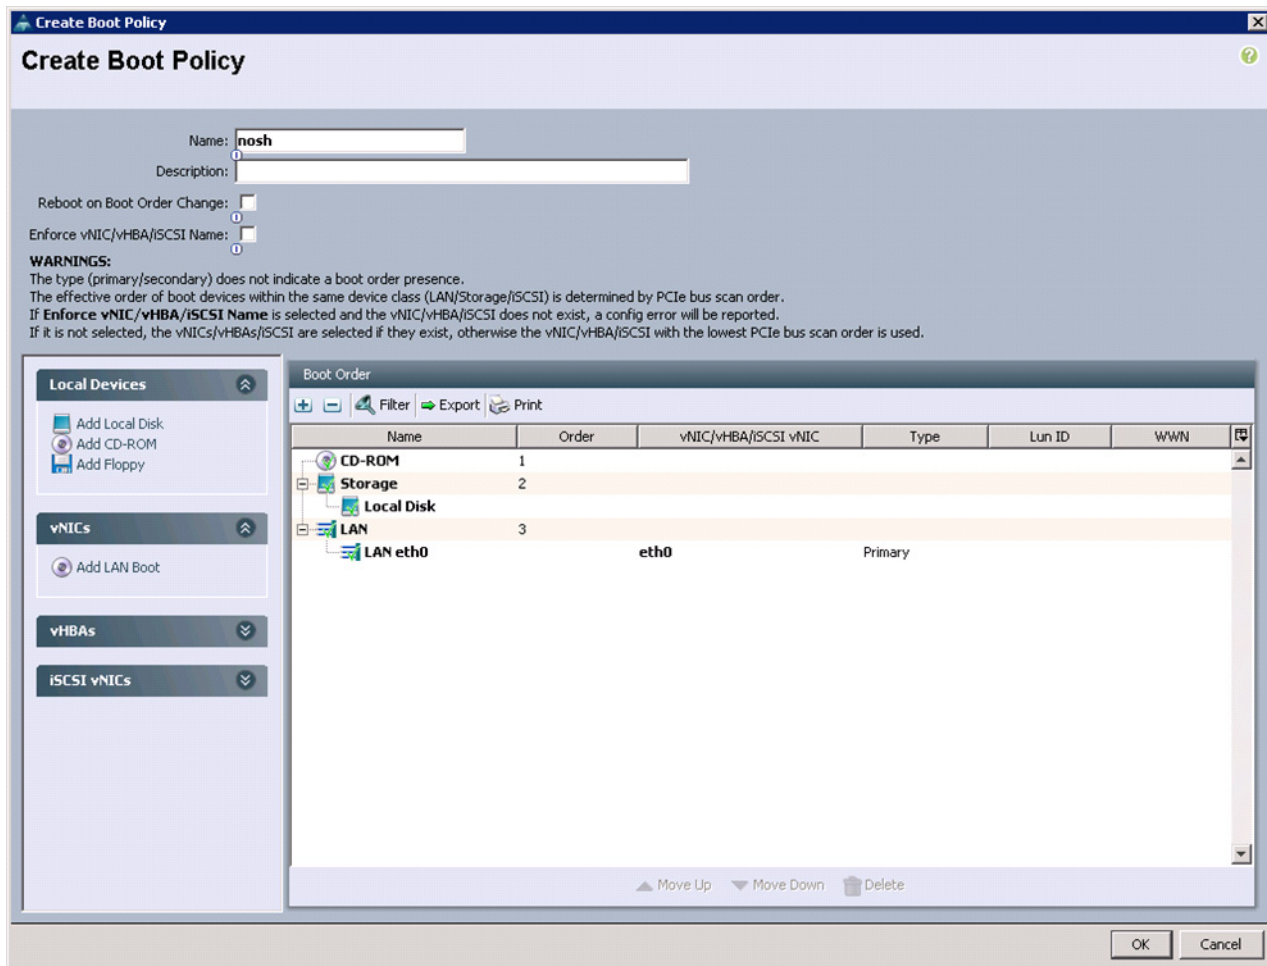 Create Boot Policy
Create Boot Policy
Name: nosh
Description:
Reboot on Boot Order Change:
Enforce vNIC/vHBA/iSCSI Name:
WARNINGS:
The type (primary/secondary) does not indicate a boot order presence.
The effective order of boot devices within the same device class (LAN/Storage/iSCSI) is determined by PCIe bus scan order.
If Enforce vNIC/vHBA/iSCSI Name is selected and the vNIC/vHBA/iSCSI does not exist, a config error will be reported.
If it is not selected, the vNICs/vHBAs/iSCSI are selected if they exist, otherwise the vNIC/vHBA/iSCSI with the lowest PCIe bus scan order is used.
Local Devices
Add Local Disk
Add CD-ROM
Add Floppy
vNICs
Add LAN Boot
vHBAs
iSCSI vNICs
Boot Order
Filter Export Print
Name Order vNIC/vHBA/iSCSI vNIC Type Lun ID WWN
CD-ROM 1
Storage 2
Local Disk
LAN 3
LAN eth0 eth0 Primary
Move Up Move Down Delete
OK Cancel